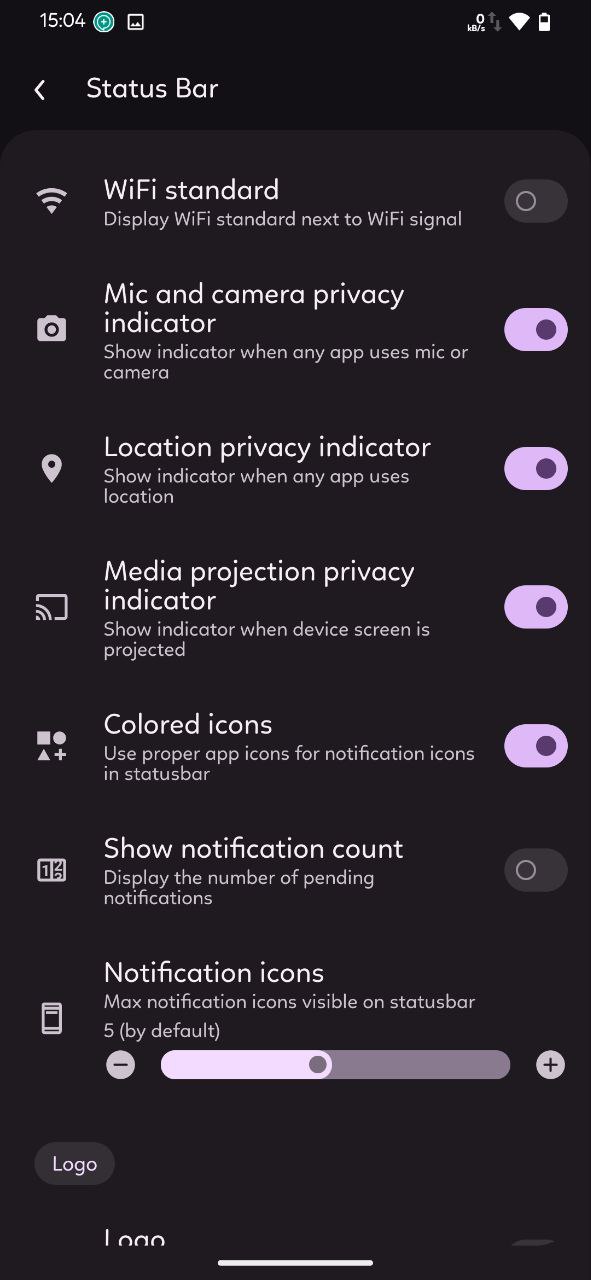 15:04
0
kB/s
Status Bar
WiFi standard
Display WiFi standard next to WiFi signal
Mic and camera privacy
indicator
Show indicator when any app uses mic or
camera
Location privacy indicator
Show indicator when any app uses
location
Media projection privacy
indicator
Show indicator when device screen is
projected
Colored icons
Use proper app icons for notification icons
in statusbar
Show notification count
Display the number of pending
notifications
Notification icons
Max notification icons visible on statusbar
5 (by default)
Logo
Logo